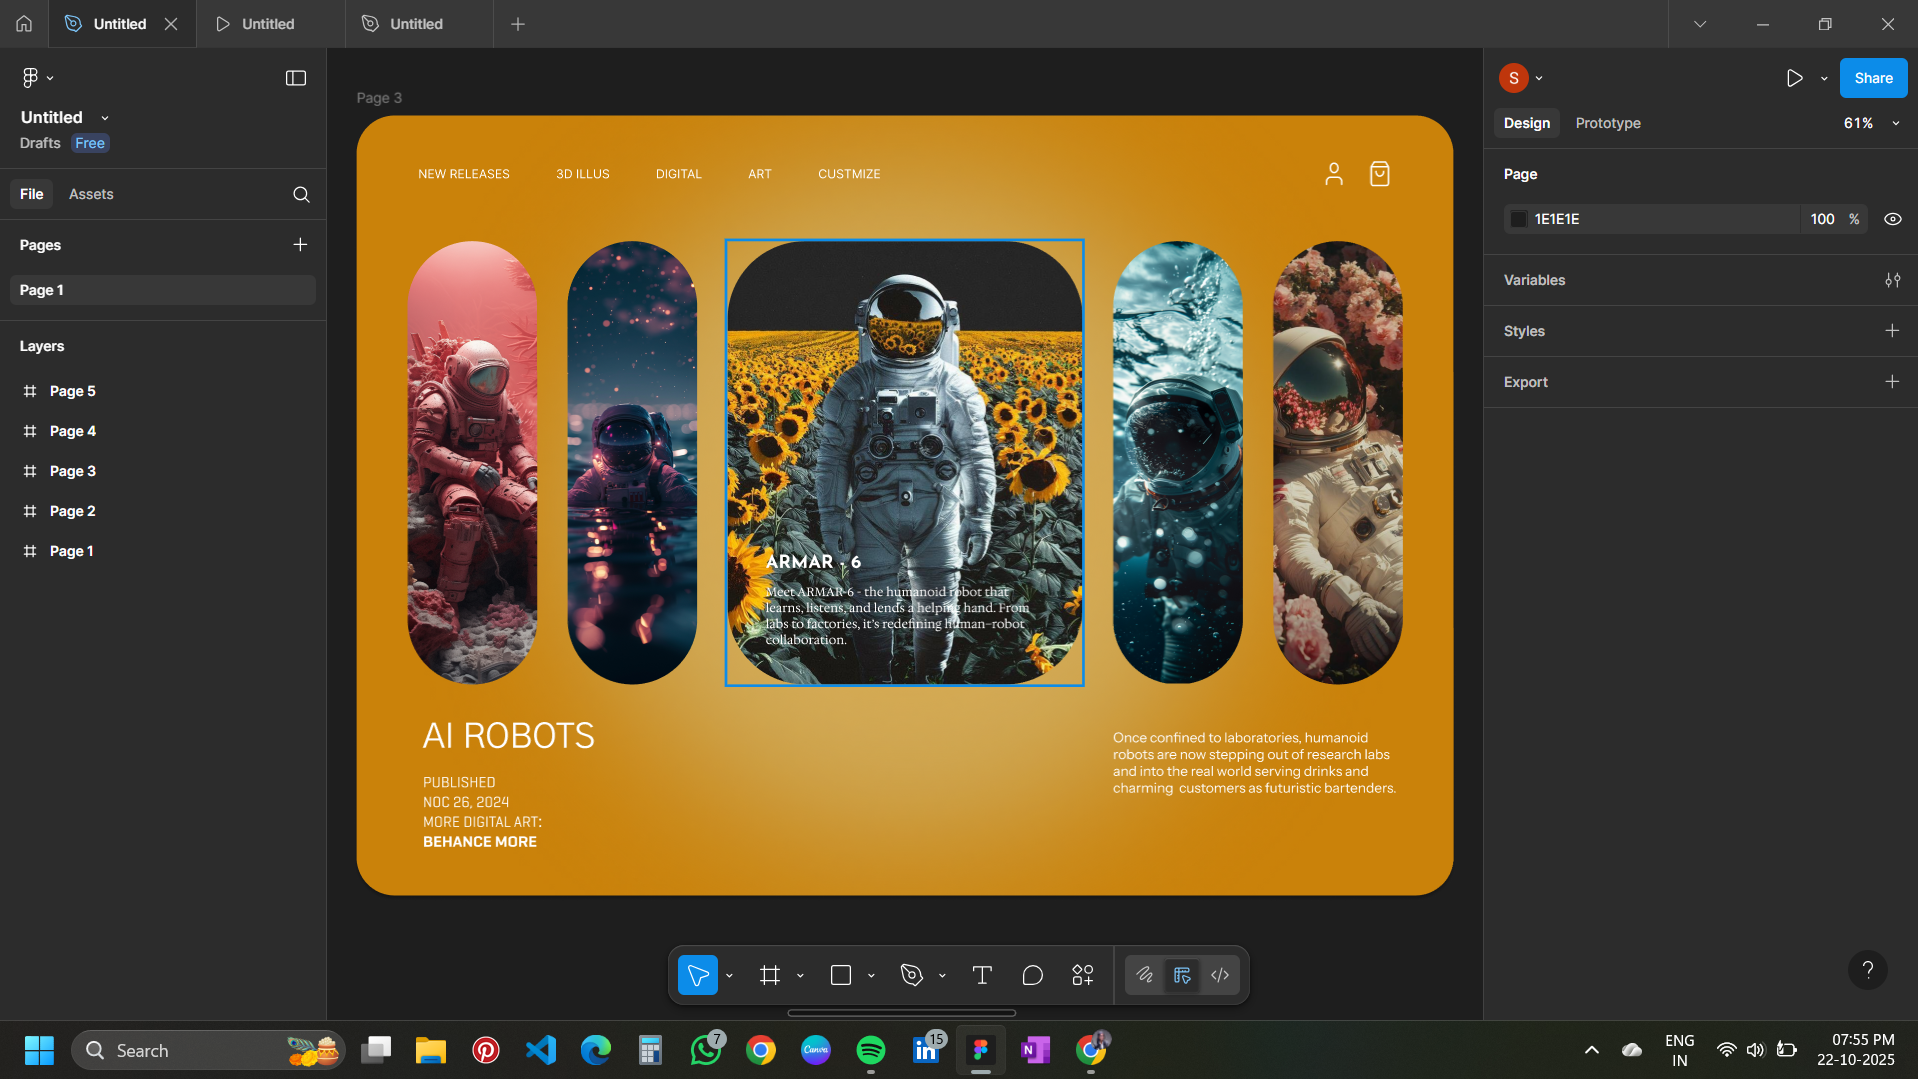 Untitled
Untitled
Untitled
Untitled
Drafts Free
File Assets
Pages
Page 1
Layers
Page 5
Page 4
Page 3
Page 2
Page 1
Page 3
NEW RELEASES 3D ILLUS DIGITAL ART CUSTMIZE
ARMAR - 6
Meet ARMAR-6 - the humanoid robot that
learns, listens, and lends a helping hand. From
labs to factories, it's redefining human–robot
collaboration.
AI ROBOTS
PUBLISHED
NOC 26, 2024
MORE DIGITAL ART:
BEHANCE MORE
Once confined to laboratories, humanoid
robots are now stepping out of research labs
and into the real world serving drinks and
charming  customers as futuristic bartenders.
S
Share
Design Prototype 61%
Page
1E1E1E 100 %
Variables
Styles
Export
?
Search
7
Canva
15
in
N
ENG
IN
07:55 PM
22-10-2025